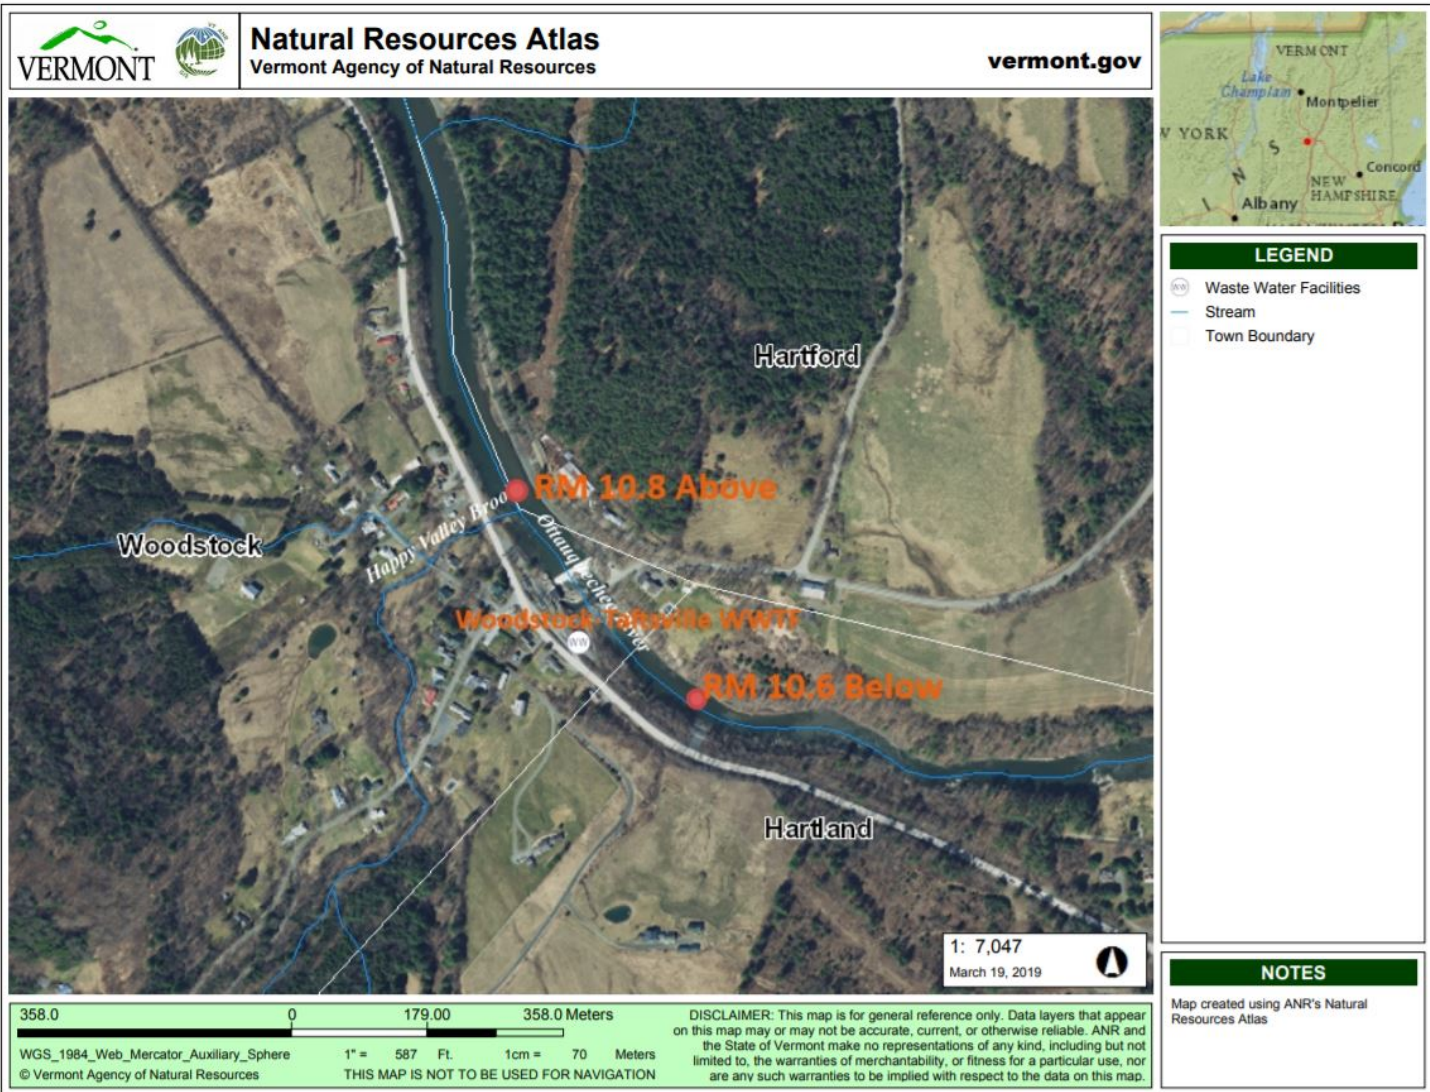 VERMONT
VT ANR
GIS
Natural Resources Atlas
Vermont Agency of Natural Resources
vermont.gov
VERMONT
Lake
Champlain
Montpelier
W YORK
S
Concord
N
NEW
HAMPSHIRE
I
Albany
LEGEND
WW Waste Water Facilities
Stream
Town Boundary
Hartford
RM 10.8 Above
Happy Valley Broo
Woodstock
Ottauquechee River
Woodstock-Taftsville WWTF
WW
RM 10.6 Below
Hartland
1: 7,047
March 19, 2019
NOTES
Map created using ANR's Natural
Resources Atlas
358.0 0 179.00 358.0 Meters
WGS_1984_Web_Mercator_Auxiliary_Sphere
© Vermont Agency of Natural Resources
1" = 587 Ft. 1cm = 70 Meters
THIS MAP IS NOT TO BE USED FOR NAVIGATION
DISCLAIMER: This map is for general reference only. Data layers that appear
on this map may or may not be accurate, current, or otherwise reliable. ANR and
the State of Vermont make no representations of any kind, including but not
limited to, the warranties of merchantability, or fitness for a particular use, nor
are any such warranties to be implied with respect to the data on this map.